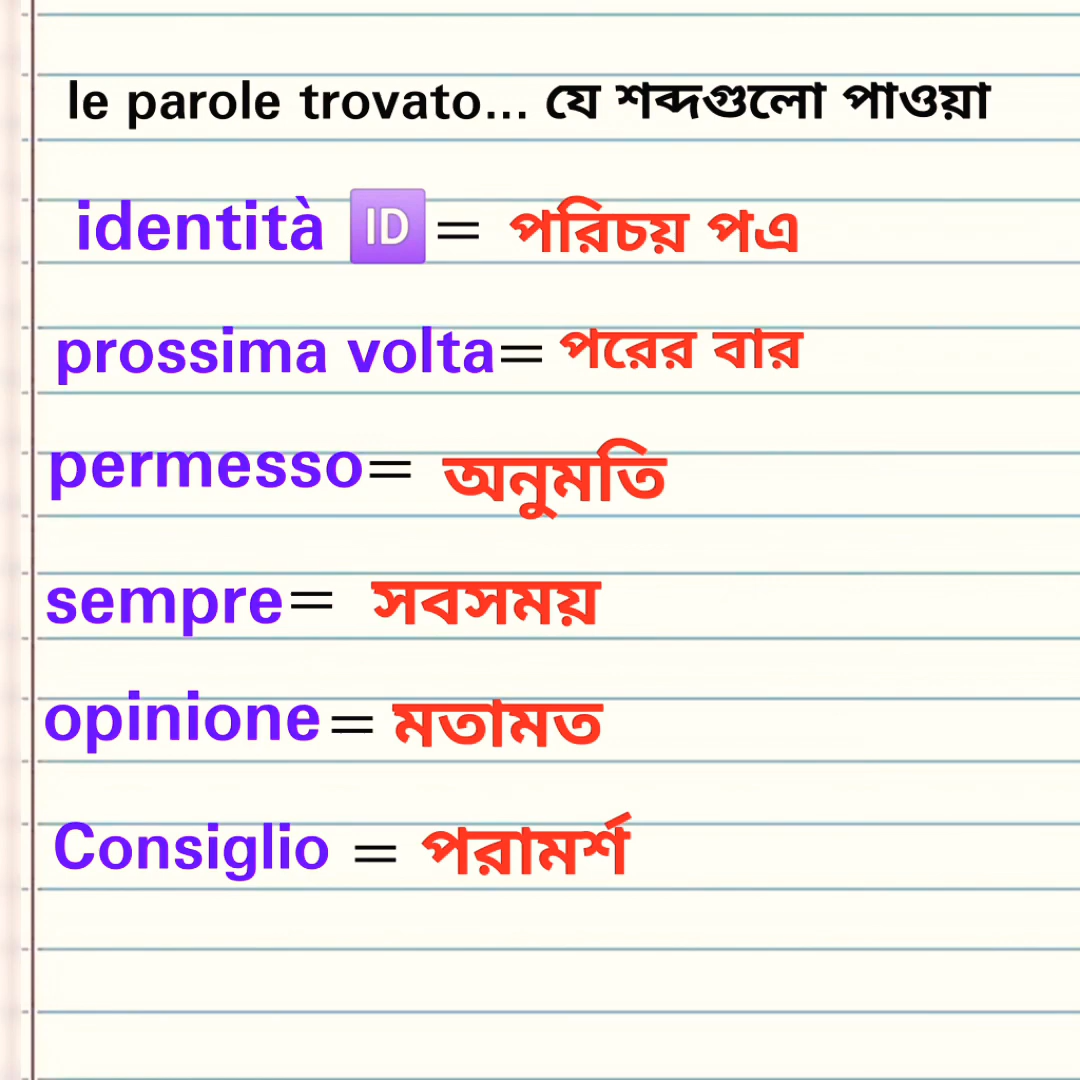 le parole trovato... যে শব্দগুলো পাওয়া
identità 🆔 = পরিচয় পএ
prossima volta= পরের বার
permesso= অনুমতি
sempre= সবসময়
opinione= মতামত
Consiglio = পরামর্শ